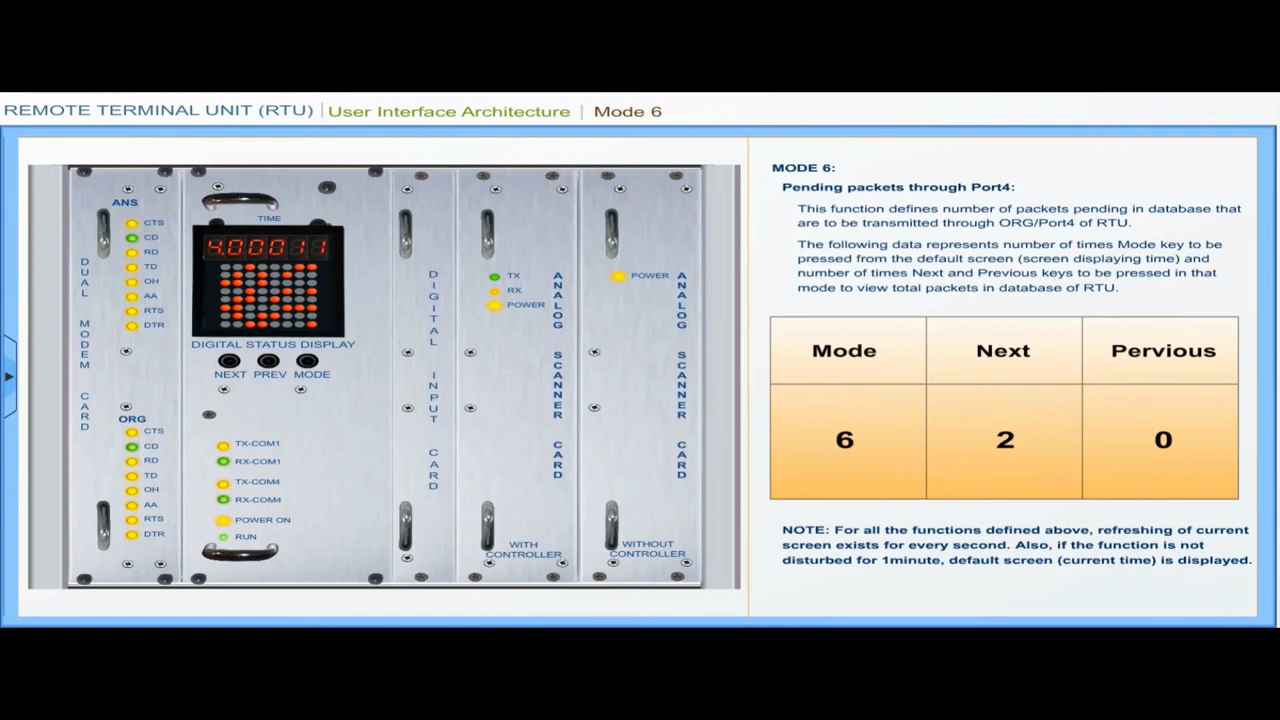 REMOTE TERMINAL UNIT (RTU) | User Interface Architecture | Mode 6
ANS
CTS
CD
RD
TD
OH
AA
RTS
DTR
DUAL MODEM CARD
ORG
CTS
CD
RD
TD
OH
AA
RTS
DTR
TIME
4.00011
DIGITAL STATUS DISPLAY
NEXT PREV MODE
TX-COM1
RX-COM1
TX-COM4
RX-COM4
POWER ON
RUN
DIGITAL INPUT CARD
TX
RX
POWER
ANALOG SCANNER CARD
WITH
CONTROLLER
POWER
ANALOG SCANNER CARD
WITHOUT
CONTROLLER
MODE 6:
Pending packets through Port4:
This function defines number of packets pending in database that
are to be transmitted through ORG/Port4 of RTU.
The following data represents number of times Mode key to be
pressed from the default screen (screen displaying time) and
number of times Next and Previous keys to be pressed in that
mode to view total packets in database of RTU.
Mode Next Pervious
6 2 0
NOTE: For all the functions defined above, refreshing of current
screen exists for every second. Also, if the function is not
disturbed for 1minute, default screen (current time) is displayed.